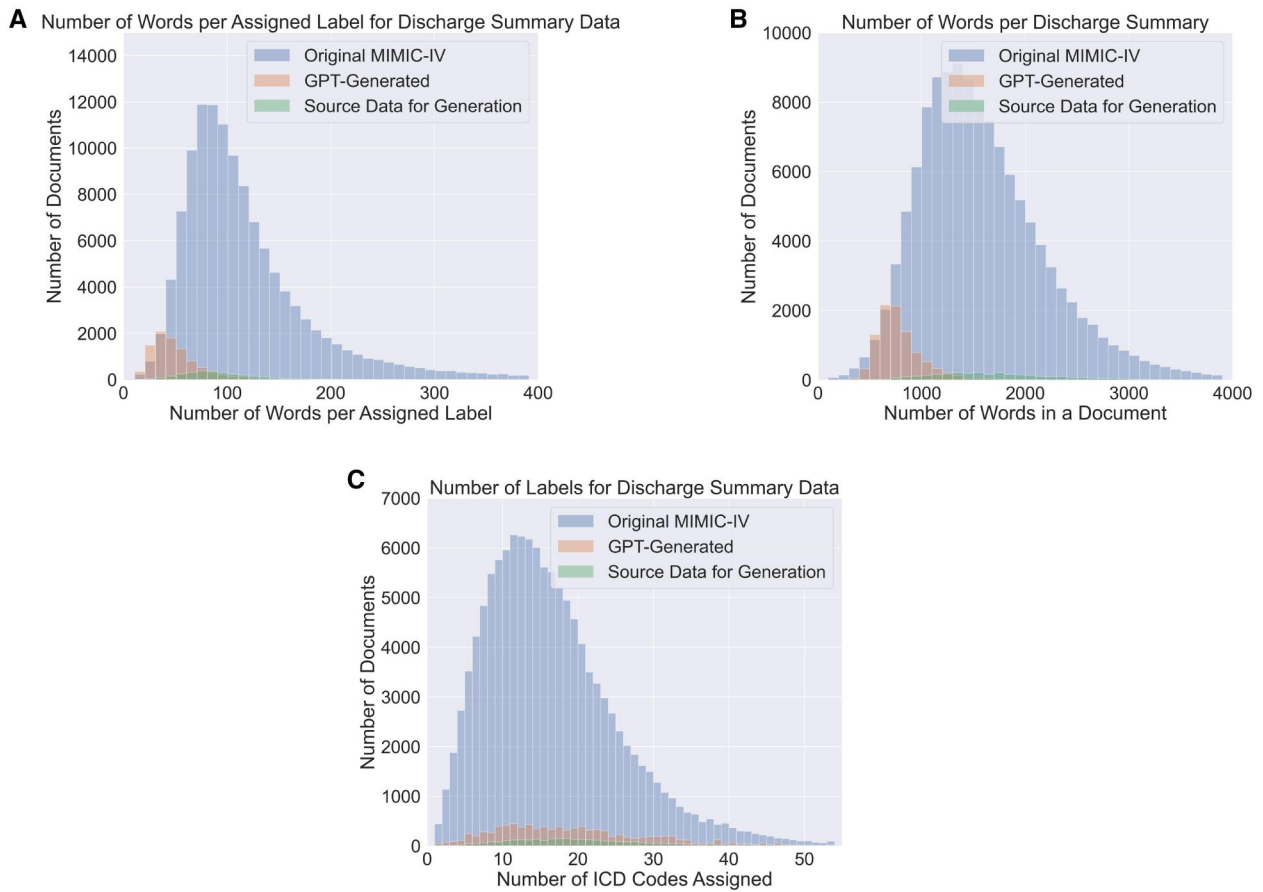 A
Number of Words per Assigned Label for Discharge Summary Data
Original MIMIC-IV
GPT-Generated
Source Data for Generation
14000
12000
10000
8000
6000
4000
2000
0
Number of Documents
0 100 200 300 400
Number of Words per Assigned Label
B
Number of Words per Discharge Summary
Original MIMIC-IV
GPT-Generated
Source Data for Generation
10000
8000
6000
4000
2000
0
Number of Documents
0 1000 2000 3000 4000
Number of Words in a Document
C
Number of Labels for Discharge Summary Data
Original MIMIC-IV
GPT-Generated
Source Data for Generation
7000
6000
5000
4000
3000
2000
1000
0
Number of Documents
0 10 20 30 40 50
Number of ICD Codes Assigned